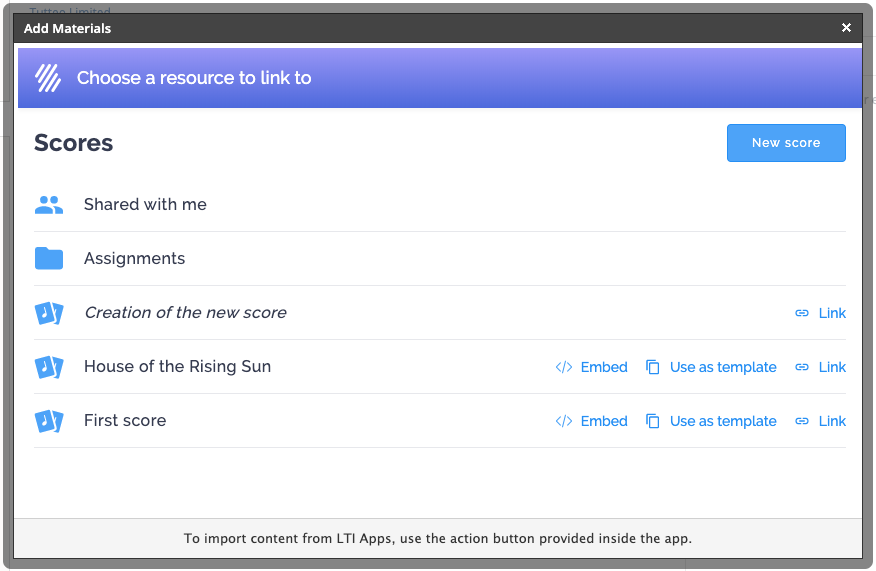 Tutteo Limited
Add Materials
Choose a resource to link to
Scores
New score
Shared with me
Assignments
Creation of the new score
Link
House of the Rising Sun
Embed
Use as template
Link
First score
Embed
Use as template
Link
To import content from LTI Apps, use the action button provided inside the app.